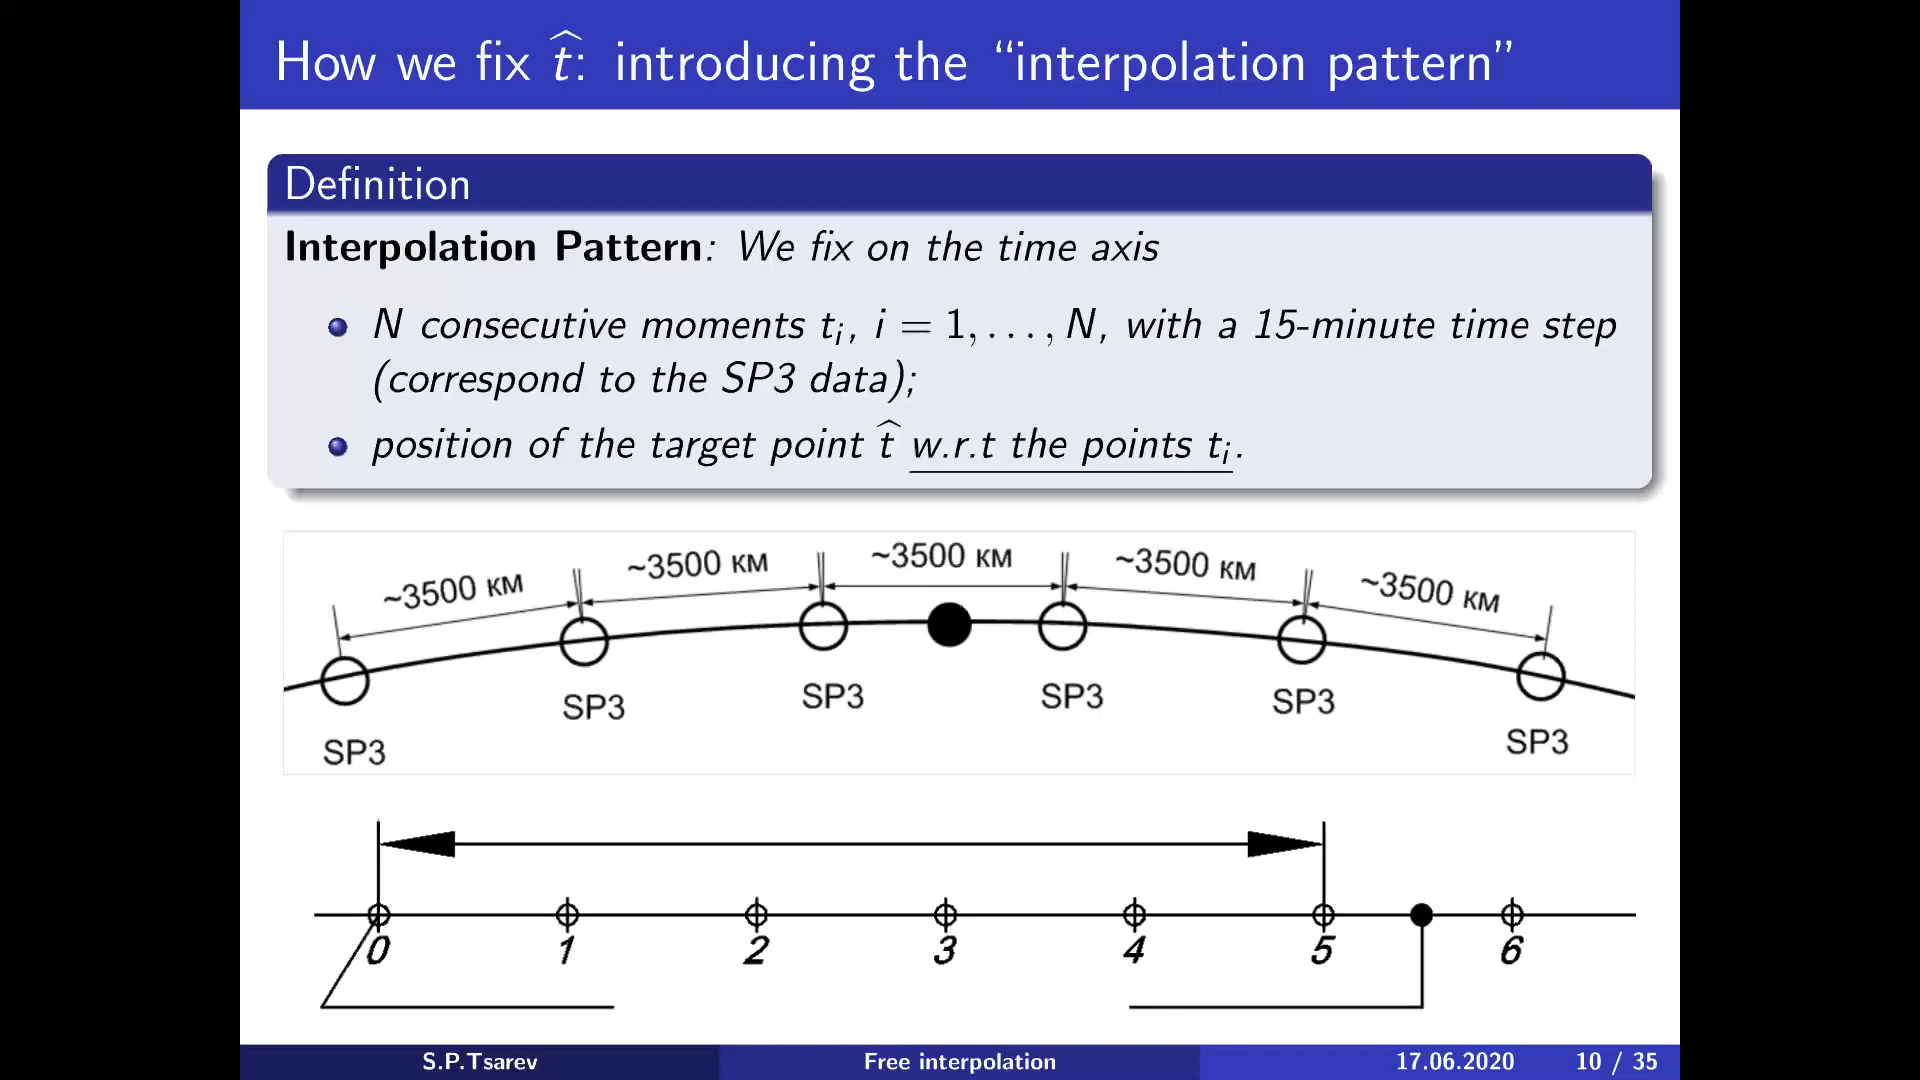 How we fix t̂: introducing the “interpolation pattern”
Definition
Interpolation Pattern: We fix on the time axis
N consecutive moments tᵢ, i = 1, . . . , N, with a 15-minute time step
(correspond to the SP3 data);
position of the target point t̂ w.r.t the points tᵢ.
~3500 км ~3500 км ~3500 км ~3500 км ~3500 км
SP3 SP3 SP3 SP3 SP3 SP3
0 1 2 3 4 5 6
S.P.Tsarev Free interpolation 17.06.2020 10 / 35